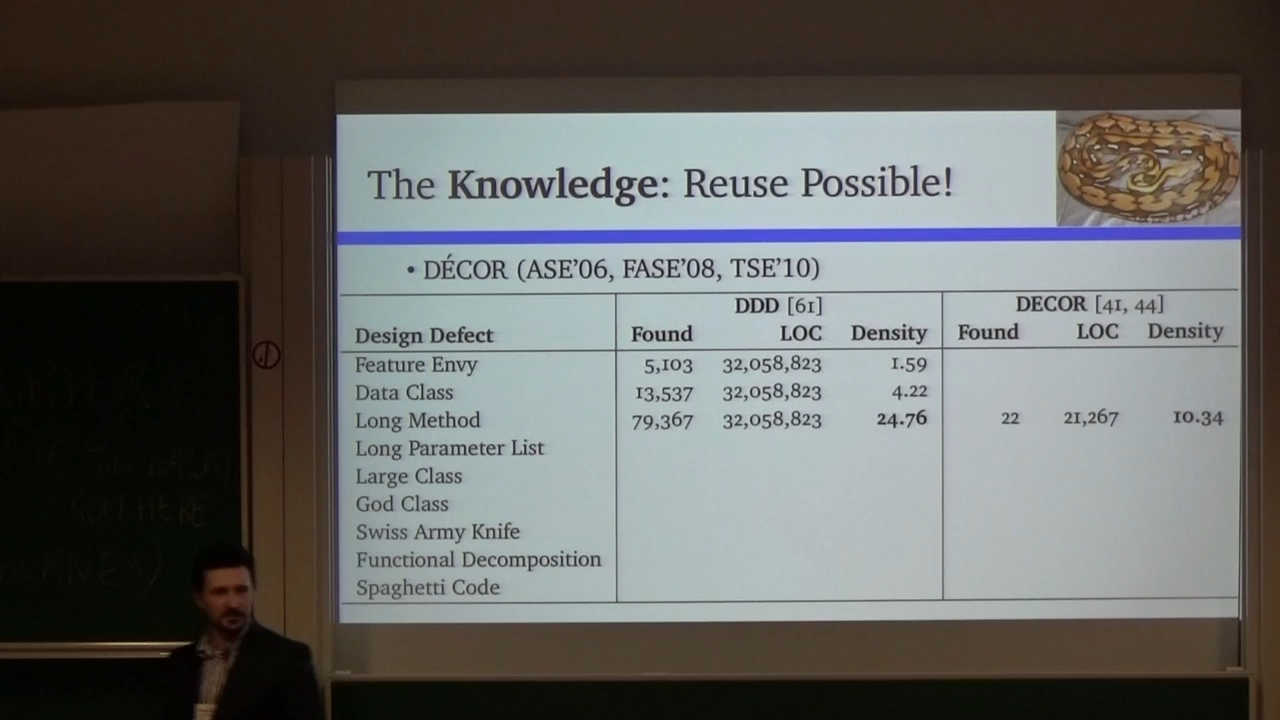 The Knowledge: Reuse Possible!
• DÉCOR (ASE'06, FASE'08, TSE'10)
DDD [61] DECOR [41, 44]
Design Defect Found LOC Density Found LOC Density
Feature Envy 5,103 32,058,823 1.59
Data Class 13,537 32,058,823 4.22
Long Method 79,367 32,058,823 24.76 22 21,267 10.34
Long Parameter List
Large Class
God Class
Swiss Army Knife
Functional Decomposition
Spaghetti Code
FROM HERE